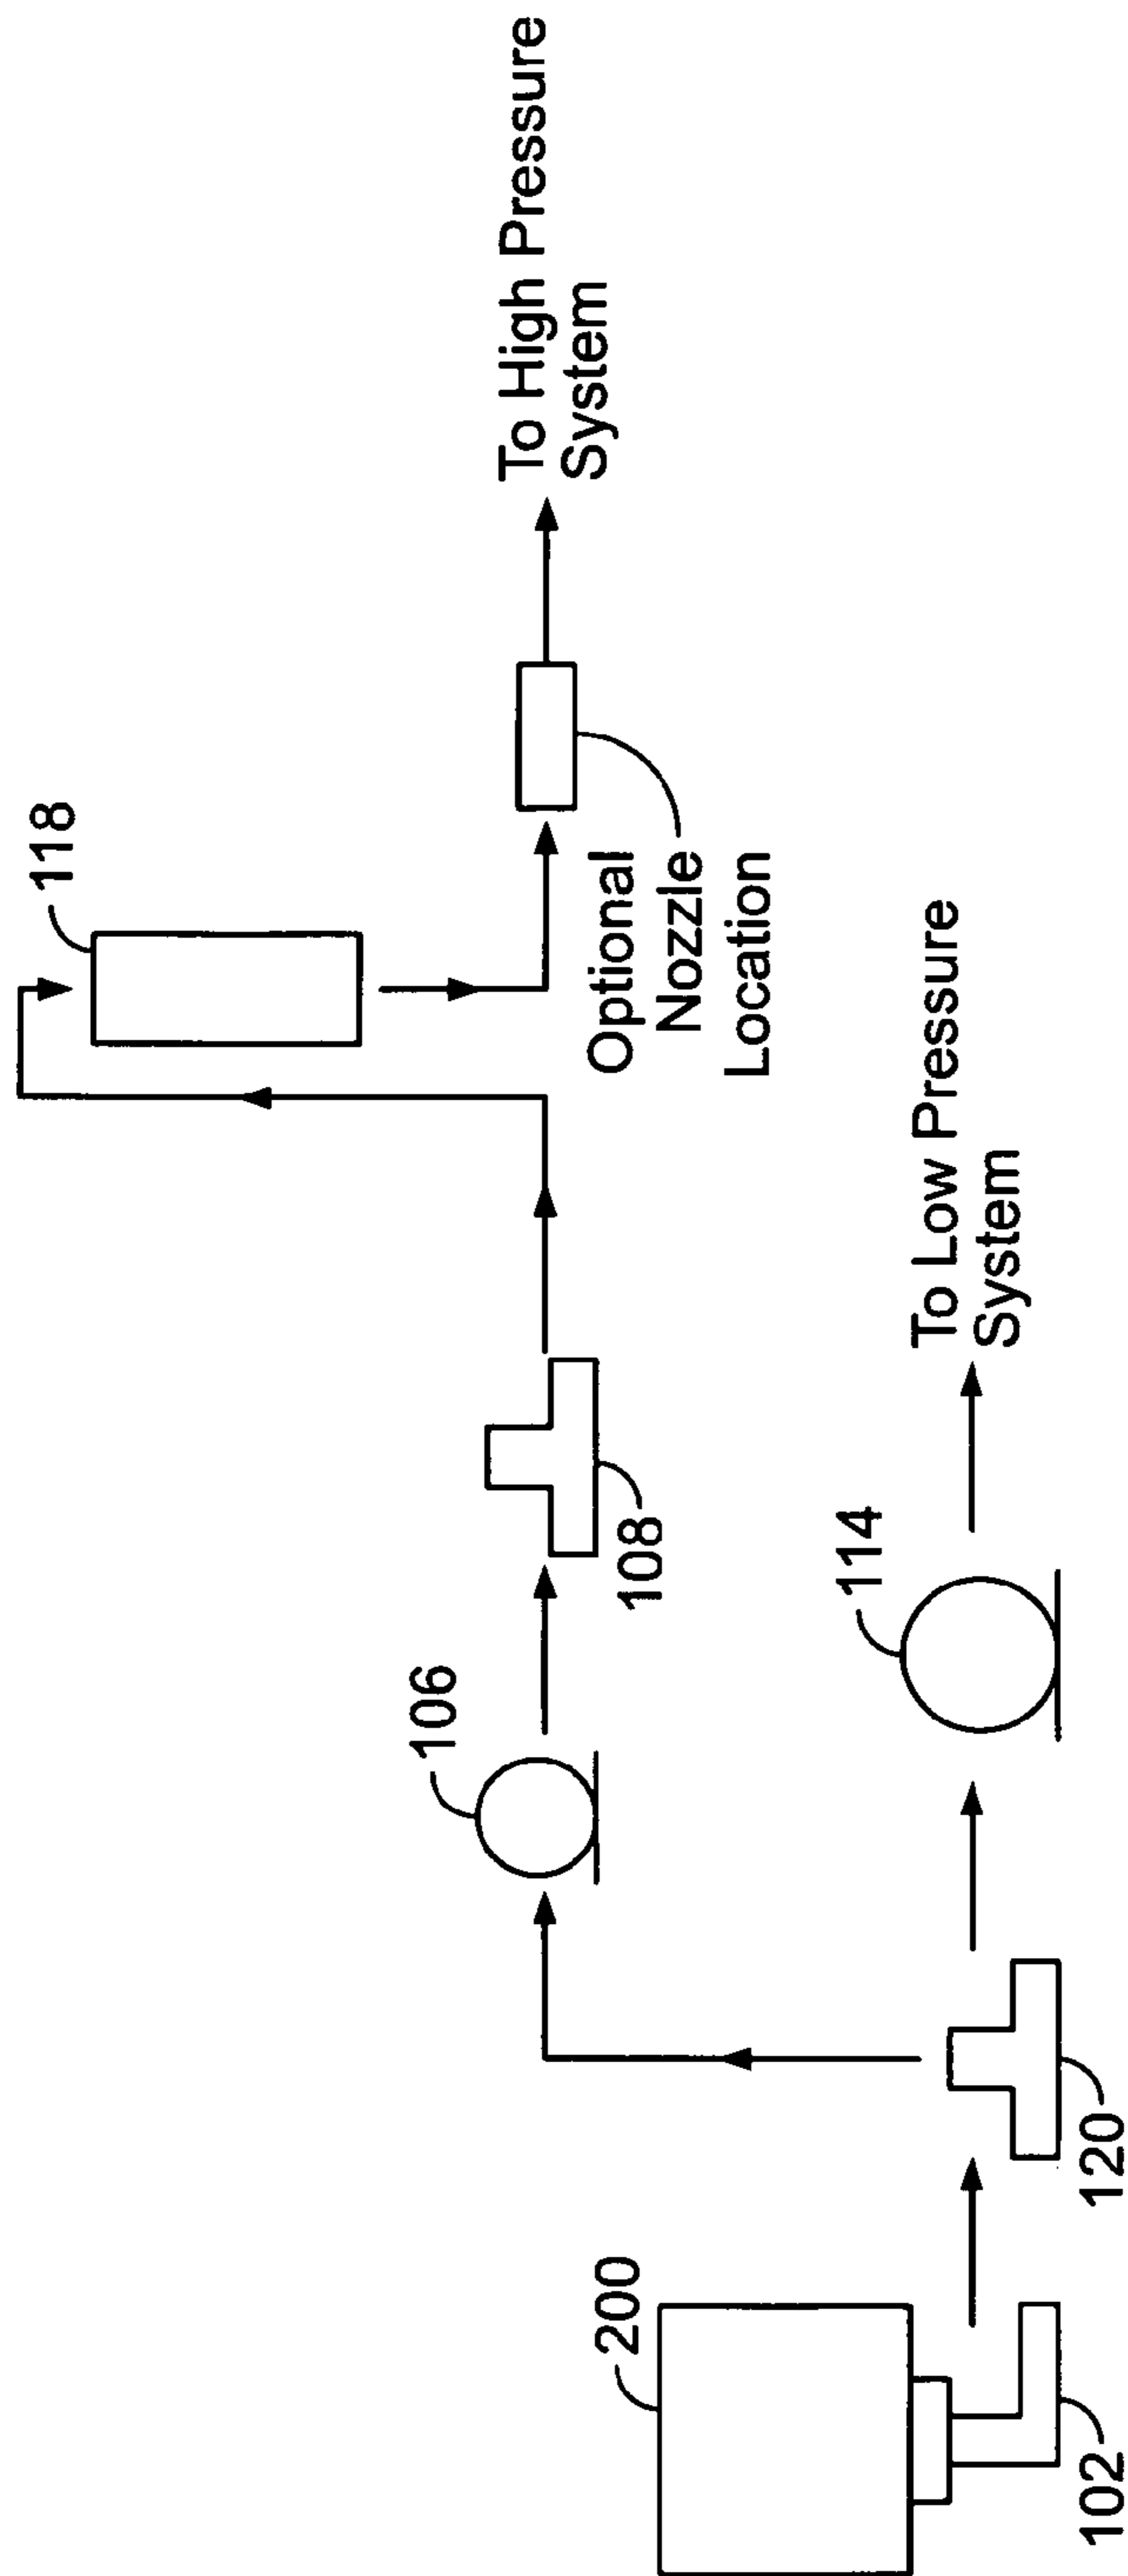 118
To High Pressure
System
Optional
Nozzle
Location
106
108
To Low Pressure
System
114
200
120
102